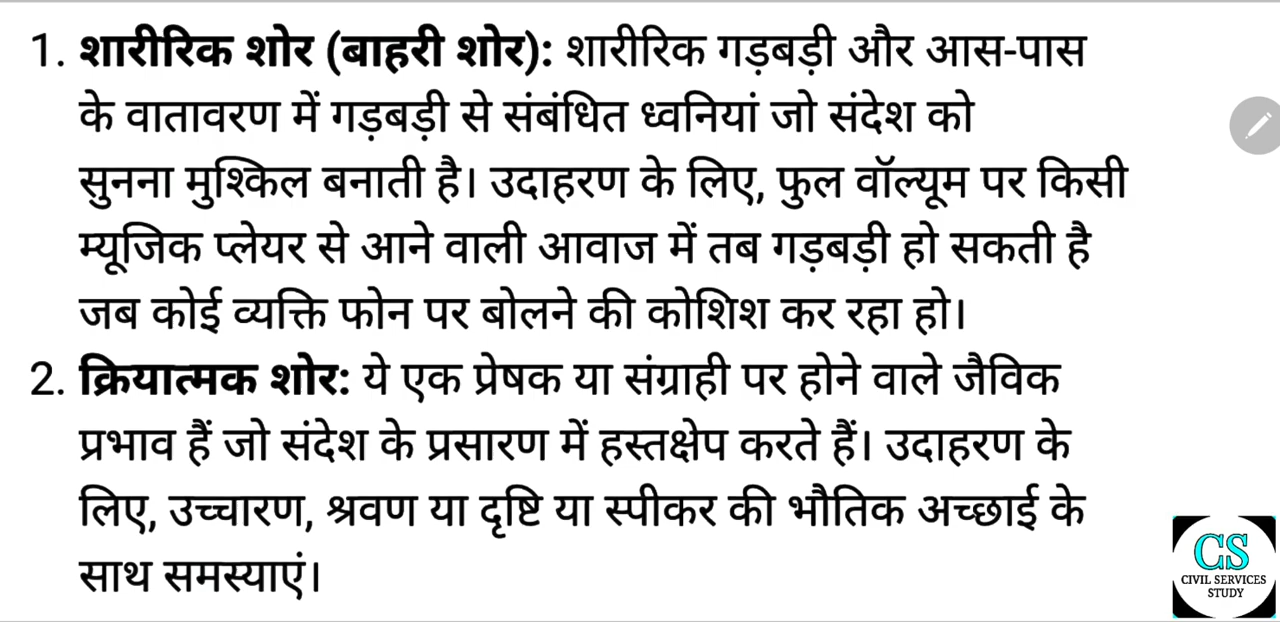 1. शारीरिक शोर (बाहरी शोर): शारीरिक गड़बड़ी और आस-पास
के वातावरण में गड़बड़ी से संबंधित ध्वनियां जो संदेश को
सुनना मुश्किल बनाती है। उदाहरण के लिए, फुल वॉल्यूम पर किसी
म्यूजिक प्लेयर से आने वाली आवाज में तब गड़बड़ी हो सकती है
जब कोई व्यक्ति फोन पर बोलने की कोशिश कर रहा हो।
2. क्रियात्मक शोर: ये एक प्रेषक या संग्राही पर होने वाले जैविक
प्रभाव हैं जो संदेश के प्रसारण में हस्तक्षेप करते हैं। उदाहरण के
लिए, उच्चारण, श्रवण या दृष्टि या स्पीकर की भौतिक अच्छाई के
साथ समस्याएं।
CS
CIVIL SERVICES
STUDY